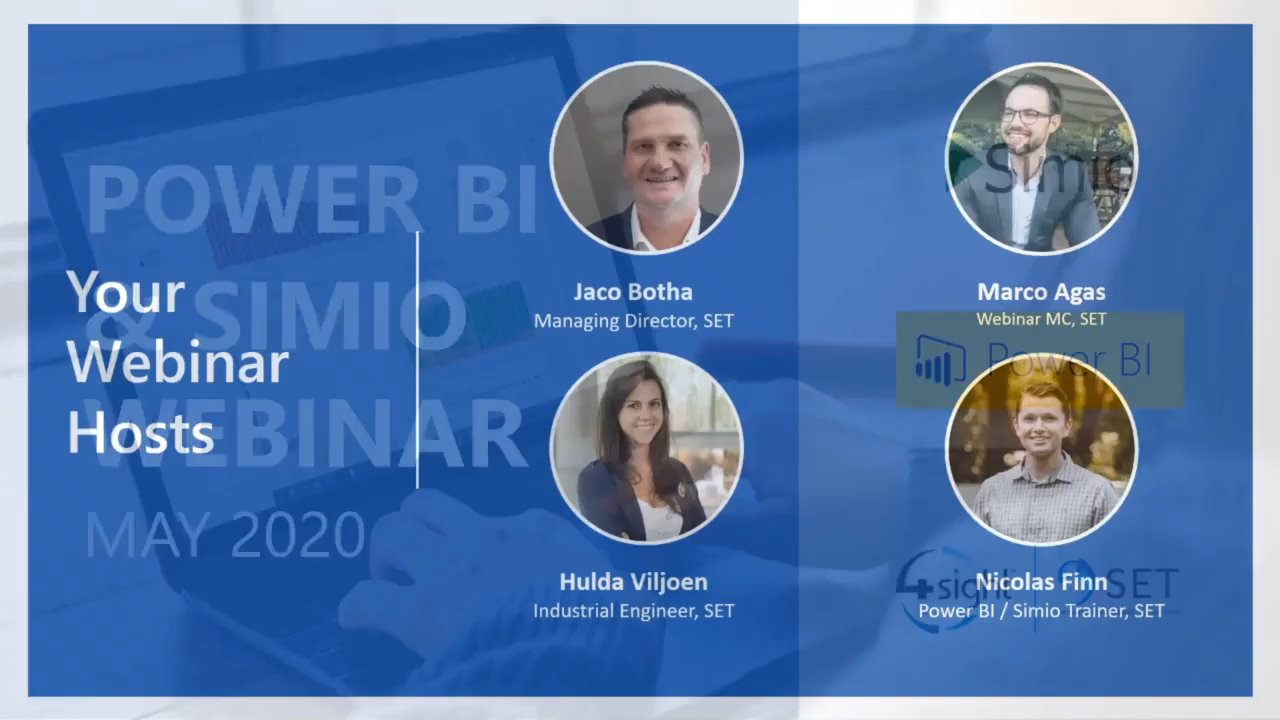 POWER BI
& SIMIO
WEBINAR
MAY 2020
Your
Webinar
Hosts
Jaco Botha
Managing Director, SET
Marco Agas
Webinar MC, SET
Hulda Viljoen
Industrial Engineer, SET
Nicolas Finn
Power BI / Simio Trainer, SET
Simio
Power BI
4sight
SET